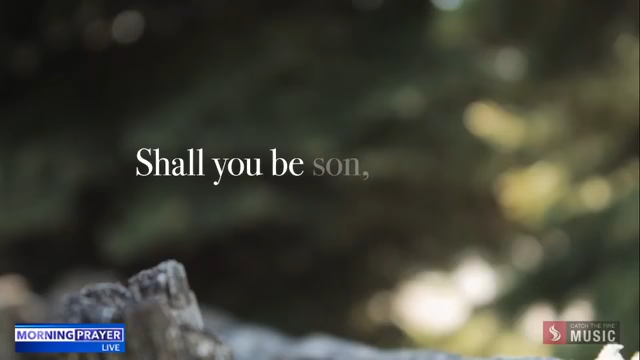 Shall you be son,
MORNING PRAYER
LIVE
CATCH THE FIRE
MUSIC